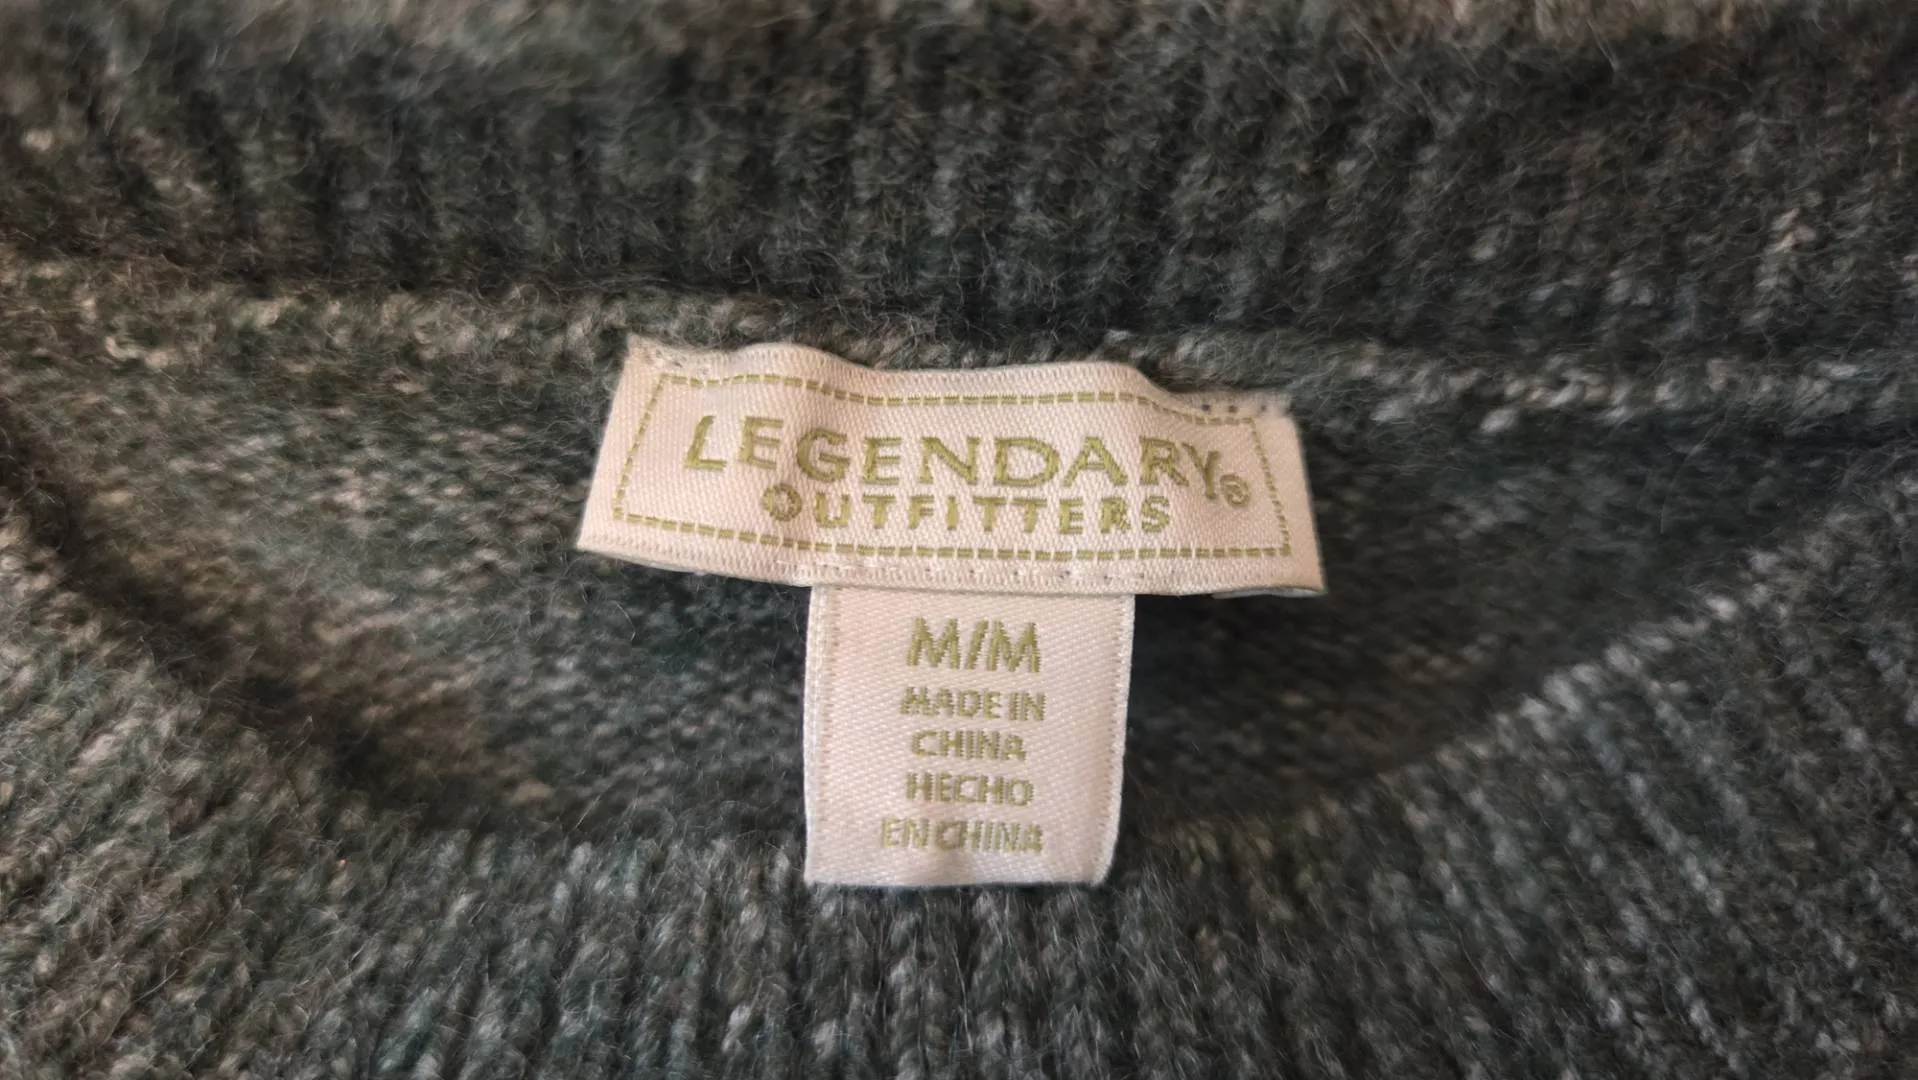 LEGENDARY®
OUTFITTERS
M/M
MADE IN
CHINA
HECHO
EN CHINA